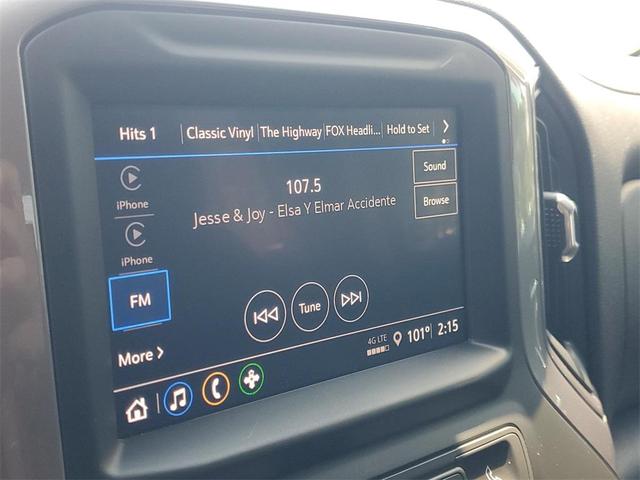 Hits 1 Classic Vinyl The Highway FOX Headli... Hold to Set
Sound
iPhone
107.5
Browse
Jesse & Joy - Elsa Y Elmar Accidente
iPhone
FM
Tune
More
4G LTE
101° 2:15